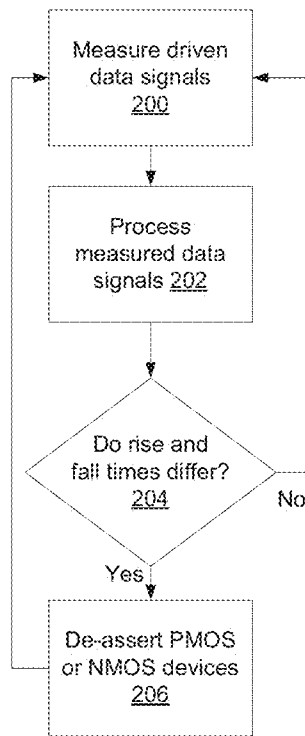 Measure driven
data signals
200
Process
measured data
signals 202
Do rise and
fall times differ?
204
No
Yes
De-assert PMOS
or NMOS devices
206